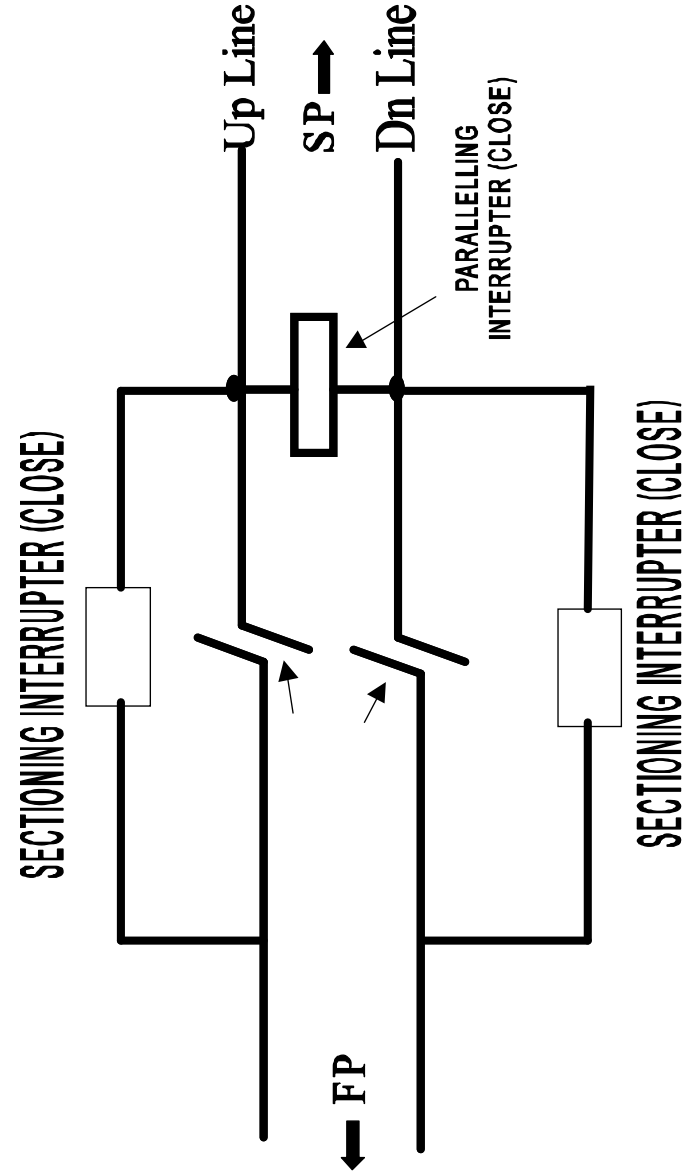 SECTIONING INTERRUPTER (CLOSE)
Up Line
SP
Dn Line
PARALLELLING
INTERRUPTER (CLOSE)
FP
SECTIONING INTERRUPTER (CLOSE)